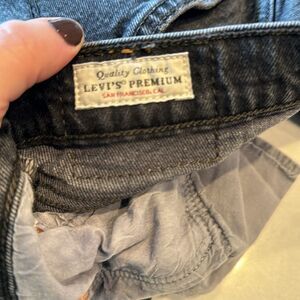 Quality Clothing
LEVI'S® PREMIUM
SAN FRANCISCO, CAL.